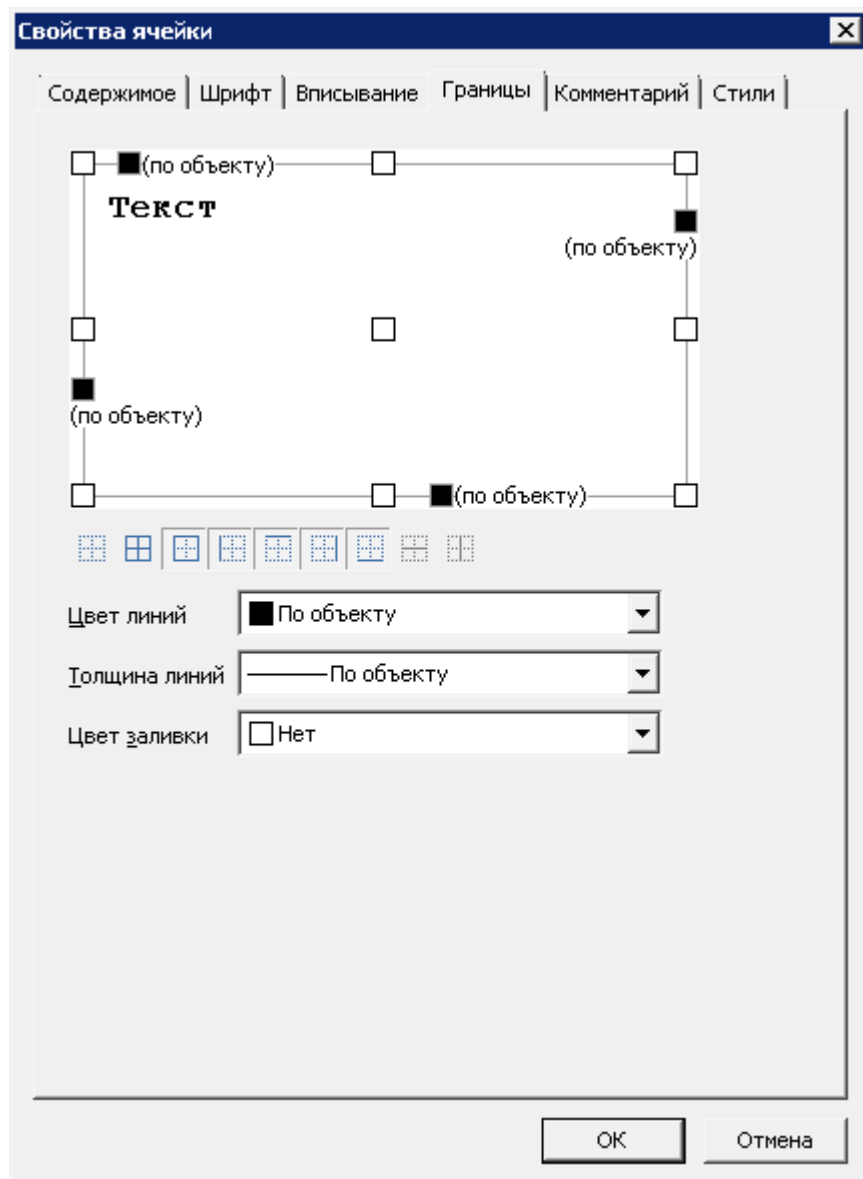 Свойства ячейки
Содержимое Шрифт Вписывание Границы Комментарий Стили
(по объекту)
Текст
(по объекту)
(по объекту)
(по объекту)
Цвет линий По объекту
Толщина линий По объекту
Цвет заливки Нет
ОК Отмена